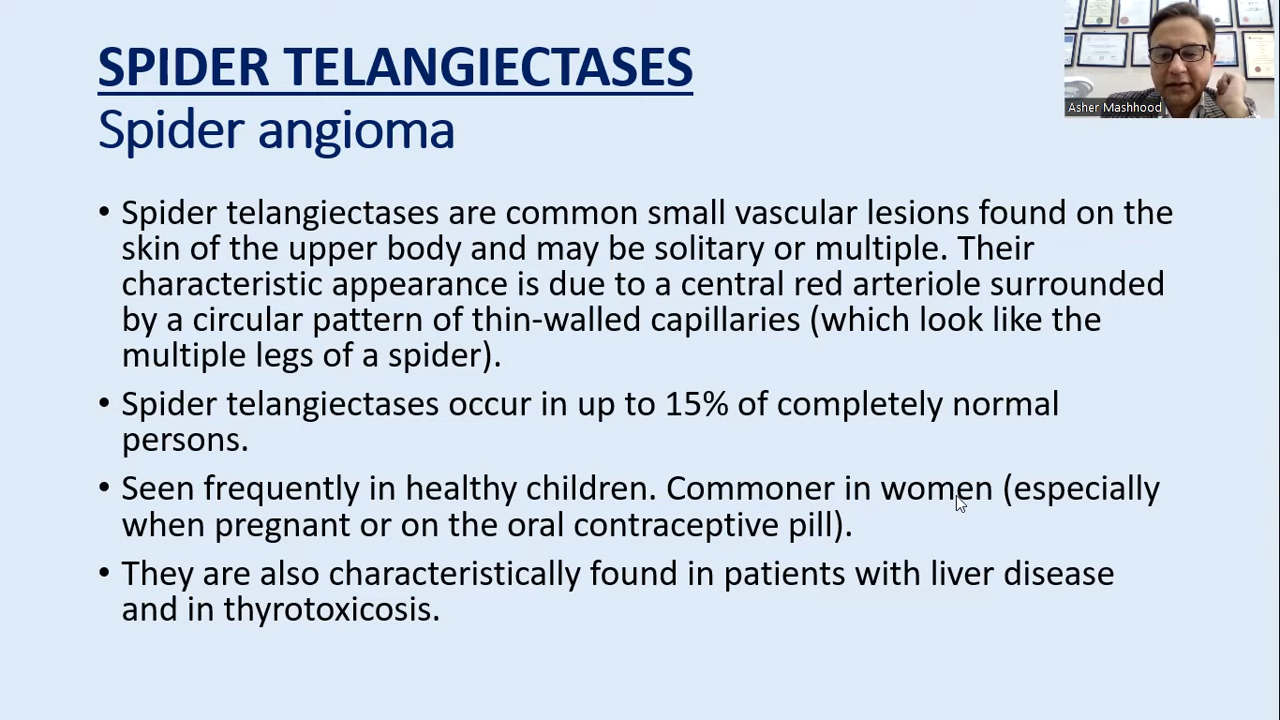 SPIDER TELANGIECTASES
Spider angioma
Asher Mashhood
• Spider telangiectases are common small vascular lesions found on the
skin of the upper body and may be solitary or multiple. Their
characteristic appearance is due to a central red arteriole surrounded
by a circular pattern of thin-walled capillaries (which look like the
multiple legs of a spider).
• Spider telangiectases occur in up to 15% of completely normal
persons.
• Seen frequently in healthy children. Commoner in women (especially
when pregnant or on the oral contraceptive pill).
• They are also characteristically found in patients with liver disease
and in thyrotoxicosis.